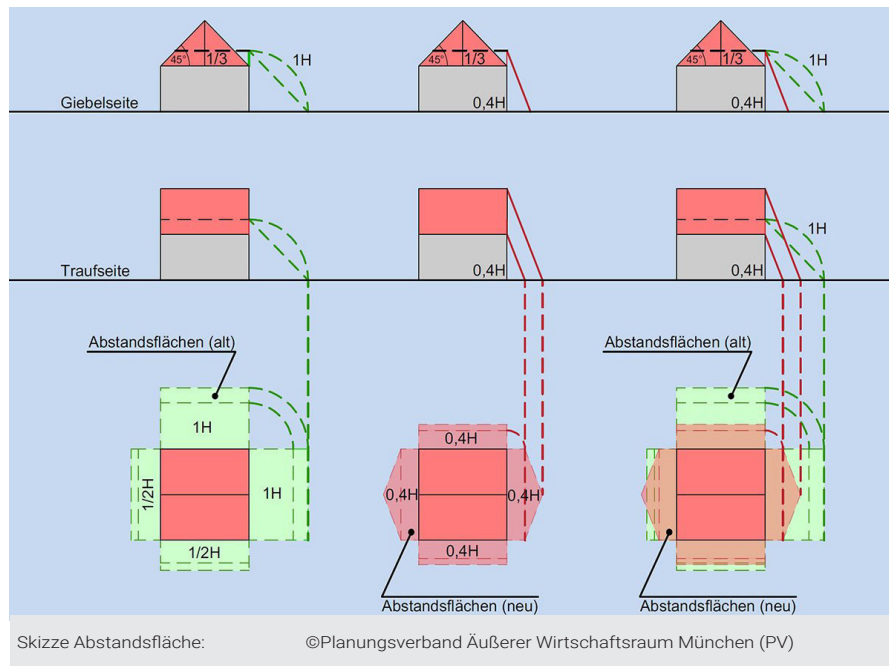 1H
45°
1/3
45°
1/3
45°
1/3
1H
Giebelseite
0,4H
0,4H
1H
Traufseite
0,4H
0,4H
Abstandsflächen (alt)
Abstandsflächen (alt)
1H
0,4H
1/2H
1H
0,4H
0,4H
1/2H
0,4H
Abstandsflächen (neu)
Abstandsflächen (neu)
Skizze Abstandsfläche: ©Planungsverband Äußerer Wirtschaftsraum München (PV)